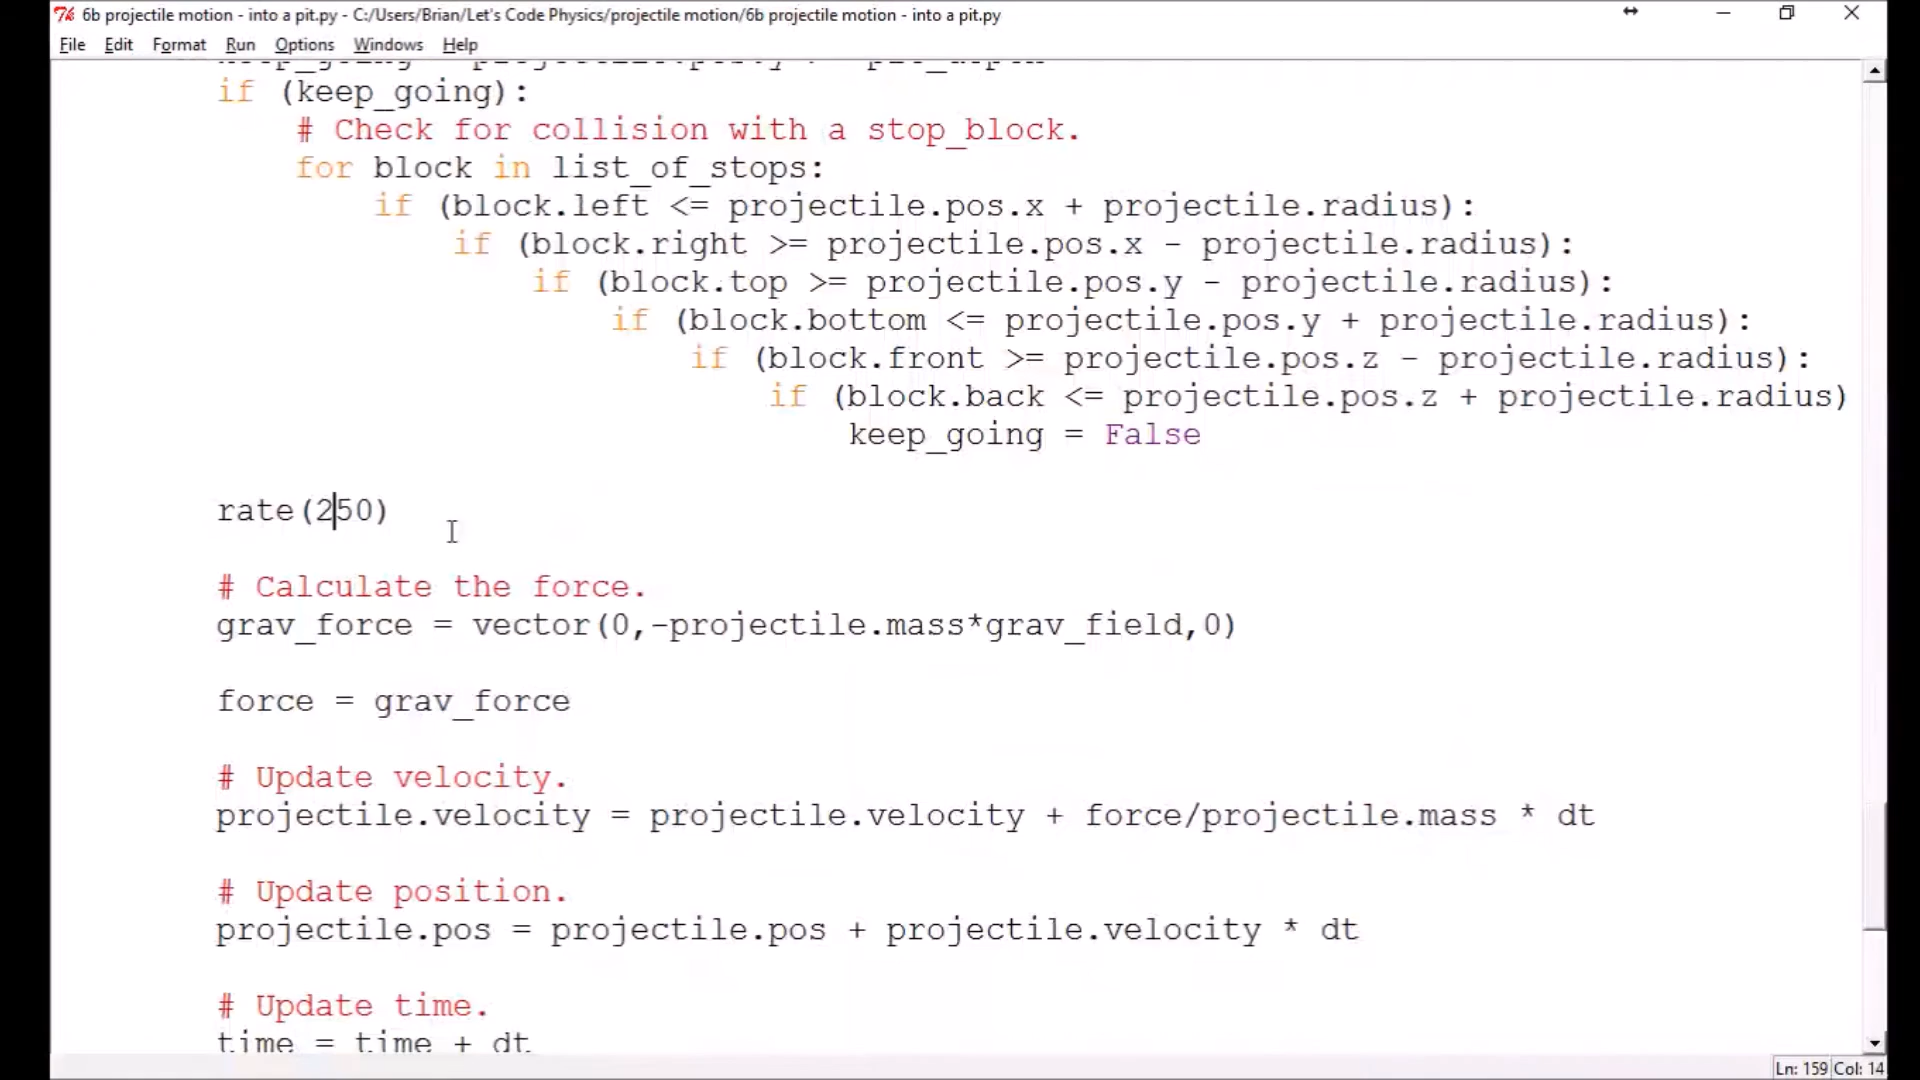 6b projectile motion - into a pit.py - C:/Users/Brian/Let's Code Physics/projectile motion/6b projectile motion - into a pit.py
File Edit Format Run Options Windows Help
if (keep_going):
# Check for collision with a stop_block.
for block in list_of_stops:
if (block.left <= projectile.pos.x + projectile.radius):
if (block.right >= projectile.pos.x - projectile.radius):
if (block.top >= projectile.pos.y - projectile.radius):
if (block.bottom <= projectile.pos.y + projectile.radius):
if (block.front >= projectile.pos.z - projectile.radius):
if (block.back <= projectile.pos.z + projectile.radius)
keep_going = False
rate(250)
# Calculate the force.
grav_force = vector(0,-projectile.mass*grav_field,0)
force = grav_force
# Update velocity.
projectile.velocity = projectile.velocity + force/projectile.mass * dt
# Update position.
projectile.pos = projectile.pos + projectile.velocity * dt
# Update time.
time = time + dt
Ln: 159 Col: 14